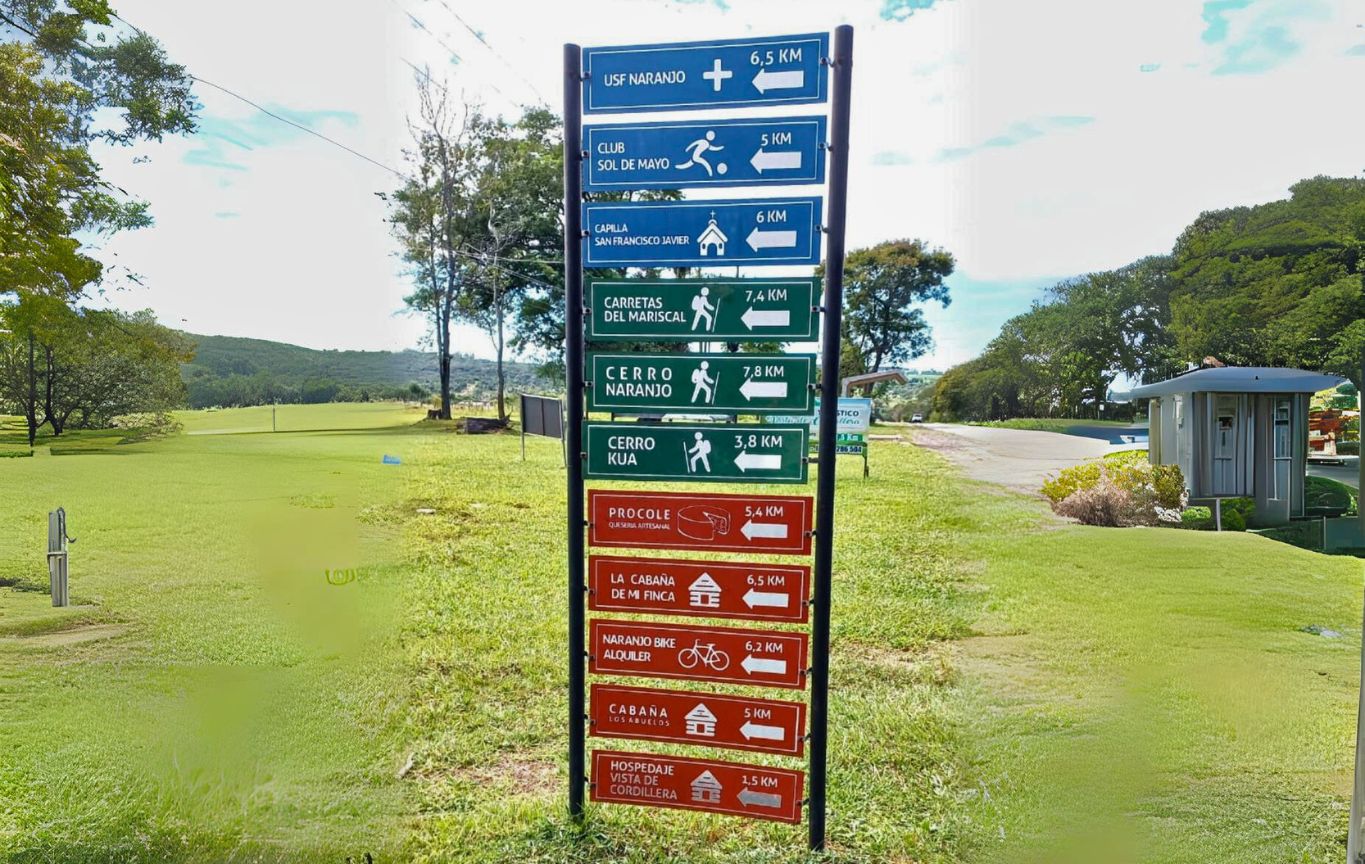 USF NARANJO
6,5 KM
CLUB
SOL DE MAYO
5 KM
CAPILLA
SAN FRANCISCO JAVIER
6 KM
CARRETAS
DEL MARISCAL
7,4 KM
CERRO
NARANJO
7,8 KM
CERRO
KUA
3,8 KM
PROCOLE
QUESERIA ARTESANAL
5,4 KM
LA CABAÑA
DE MI FINCA
6,5 KM
NARANJO BIKE
ALQUILER
6,2 KM
CABAÑA
LOS ABUELOS
5 KM
HOSPEDAJE
VISTA DE
CORDILLERA
1,5 KM